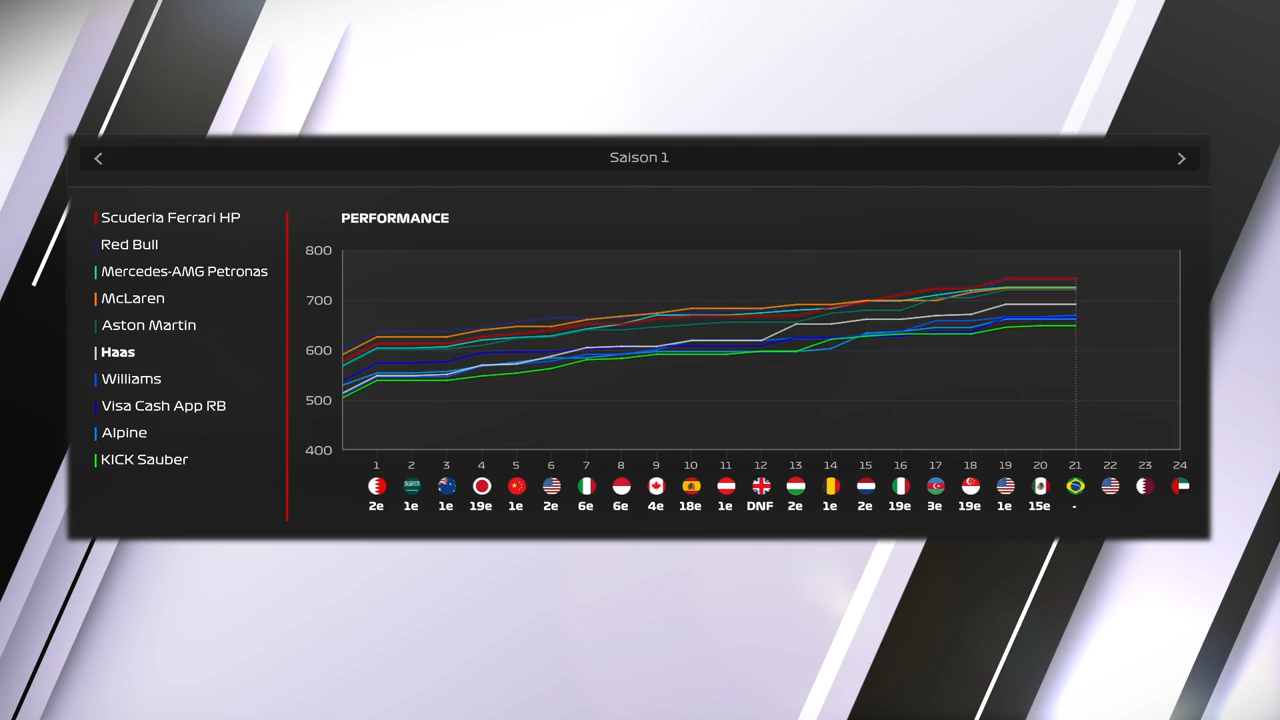 Saison 1
Scuderia Ferrari HP
Red Bull
Mercedes-AMG Petronas
McLaren
Aston Martin
Haas
Williams
Visa Cash App RB
Alpine
KICK Sauber
PERFORMANCE
800
700
600
500
400
1 2 3 4 5 6 7 8 9 10 11 12 13 14 15 16 17 18 19 20 21 22 23 24
2e 1e 1e 19e 1e 2e 6e 6e 4e 18e 1e DNF 2e 1e 2e 19e 3e 19e 1e 15e -